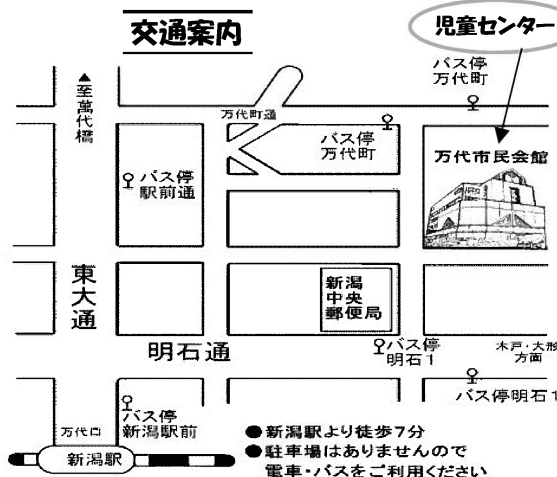 交通案内
児童センター
バス停
万代町
▲至萬代橋
万代町通
バス停
万代町
万代市民会館
バス停
駅前通
東大通
新潟
中央
郵便局
明石通
バス停
明石1
木戸・大形
方面
バス停明石1
バス停
新潟駅前
万代口
新潟駅
●新潟駅より徒歩7分
●駐車場はありませんので
電車・バスをご利用ください